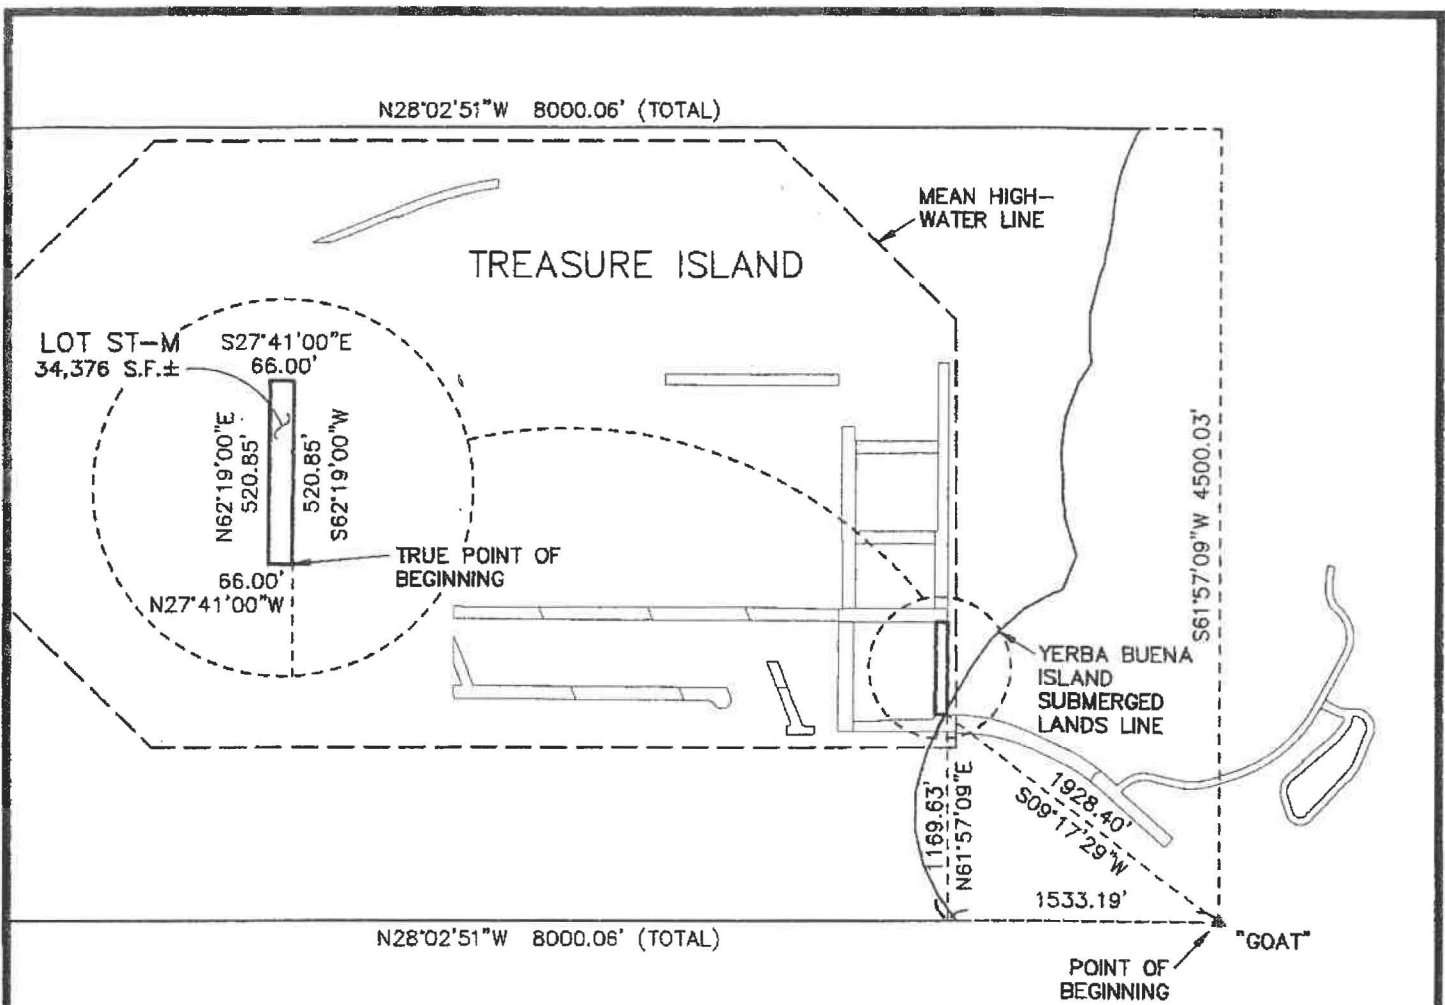 N28°02'51"W 8000.06' (TOTAL)
MEAN HIGH-
WATER LINE
TREASURE ISLAND
LOT ST-M
34,376 S.F.±
S27°41'00"E
66.00'
N62°19'00"E
520.85'
520.85'
S62°19'00"W
TRUE POINT OF
BEGINNING
66.00'
N27°41'00"W
S61°57'09"W 4500.03'
YERBA BUENA
ISLAND
SUBMERGED
LANDS LINE
1169.63'
N61°57'09"E
1928.40'
S09°17'29"W
1533.19'
N28°02'51"W 8000.06' (TOTAL)
"GOAT"
POINT OF
BEGINNING